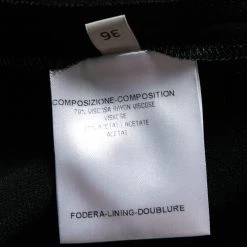 36
COMPOSIZIONE-COMPOSITION
70% VISCOSA RAYON VISCOSE
VISKOSE
ACETATE
ACETAT
FODERA-LINING-DOUBLURE